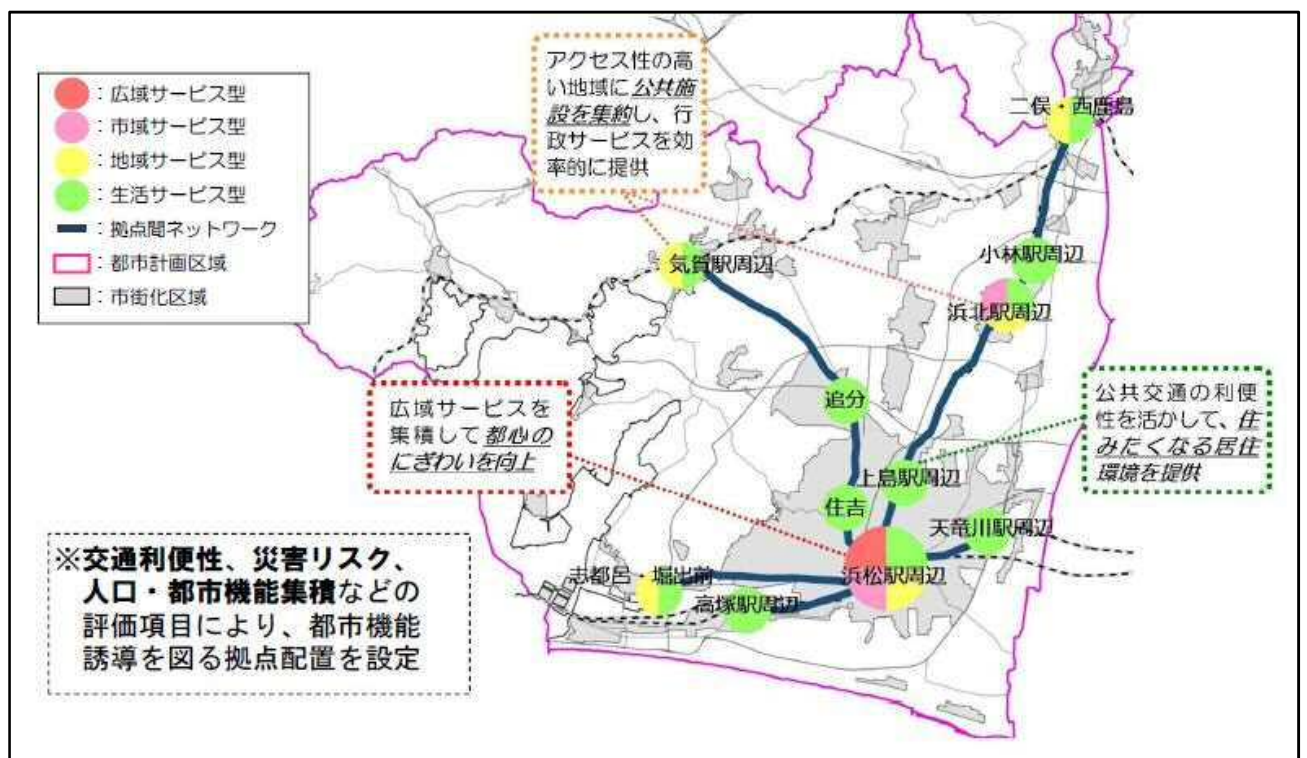 ：広域サービス型
：市域サービス型
：地域サービス型
：生活サービス型
：拠点間ネットワーク
：都市計画区域
：市街化区域
アクセス性の高
い地域に公共施
設を集約し、行
政サービスを効
率的に提供
二俣・西鹿島
気賀駅周辺
小林駅周辺
浜北駅周辺
広域サービスを
集積して都心の
にぎわいを向上
追分
公共交通の利便
性を活かして、住
みたくなる居住
環境を提供
上島駅周辺
住吉
天竜川駅周辺
浜松駅周辺
志都呂・堀出前
高塚駅周辺
※交通利便性、災害リスク、
人口・都市機能集積などの
評価項目により、都市機能
誘導を図る拠点配置を設定